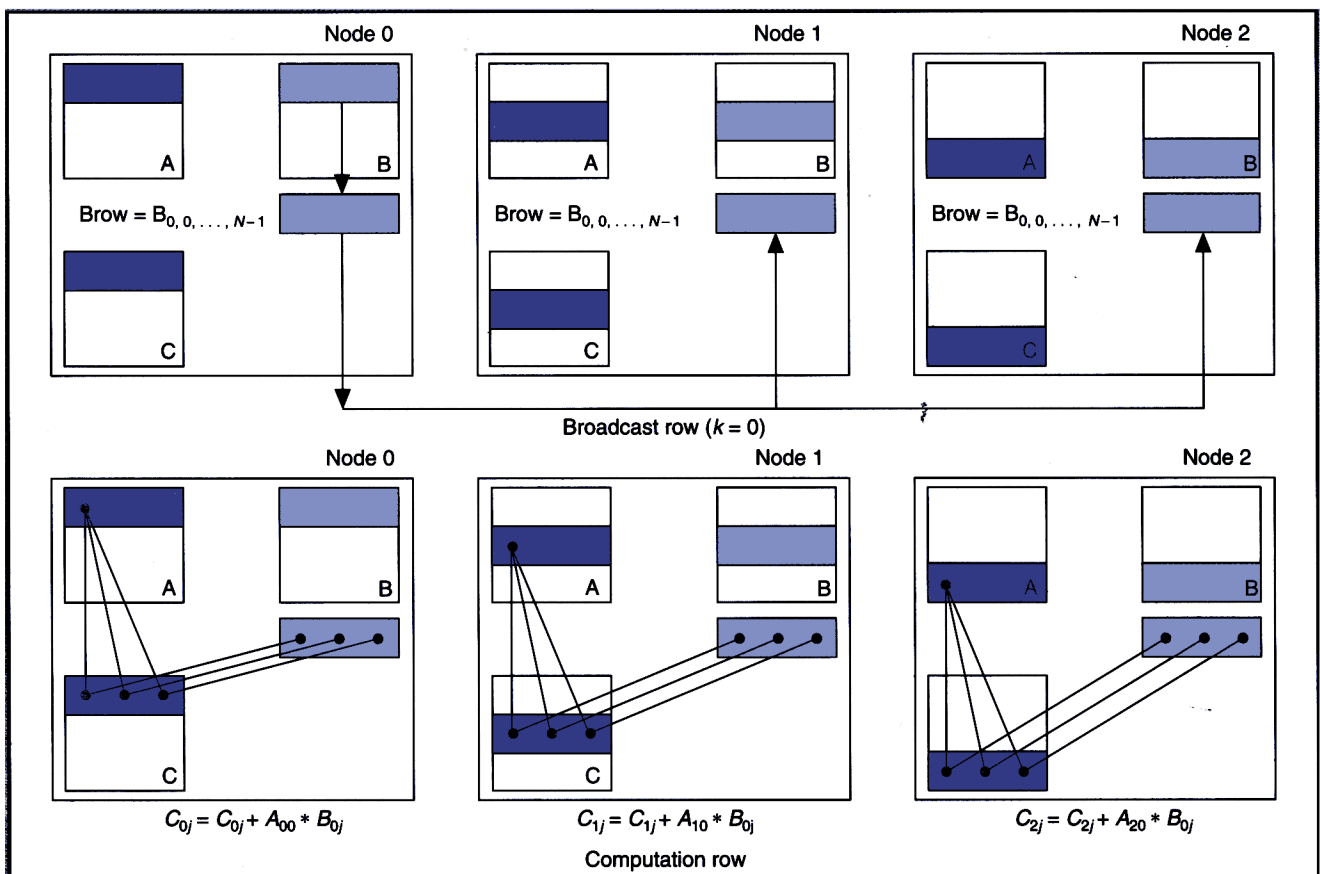 Node 0
Node 1
Node 2
A
B
A
B
A
B
Brow = B0, 0, . . . , N−1
Brow = B0, 0, . . . , N−1
Brow = B0, 0, . . . , N−1
C
C
C
Broadcast row (k = 0)
Node 0
Node 1
Node 2
A
B
A
B
A
B
C
C
C0j = C0j + A00 * B0j
C1j = C1j + A10 * B0j
C2j = C2j + A20 * B0j
Computation row